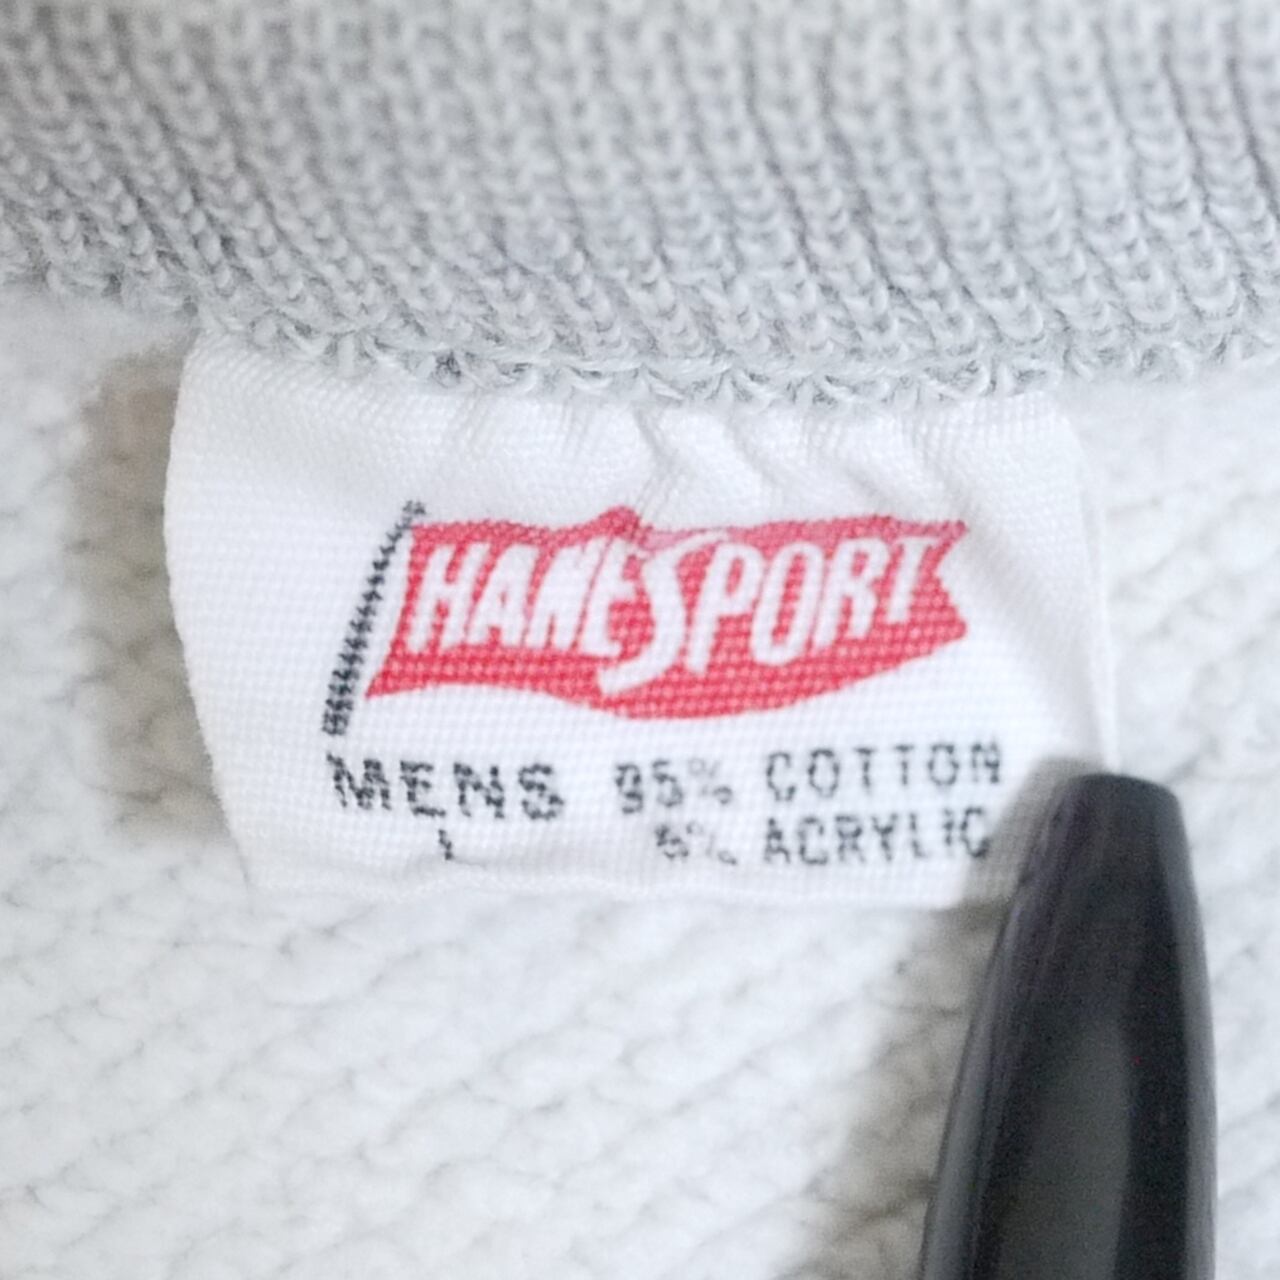 HANESPORT
MENS 95% COTTON
5% ACRYLIC